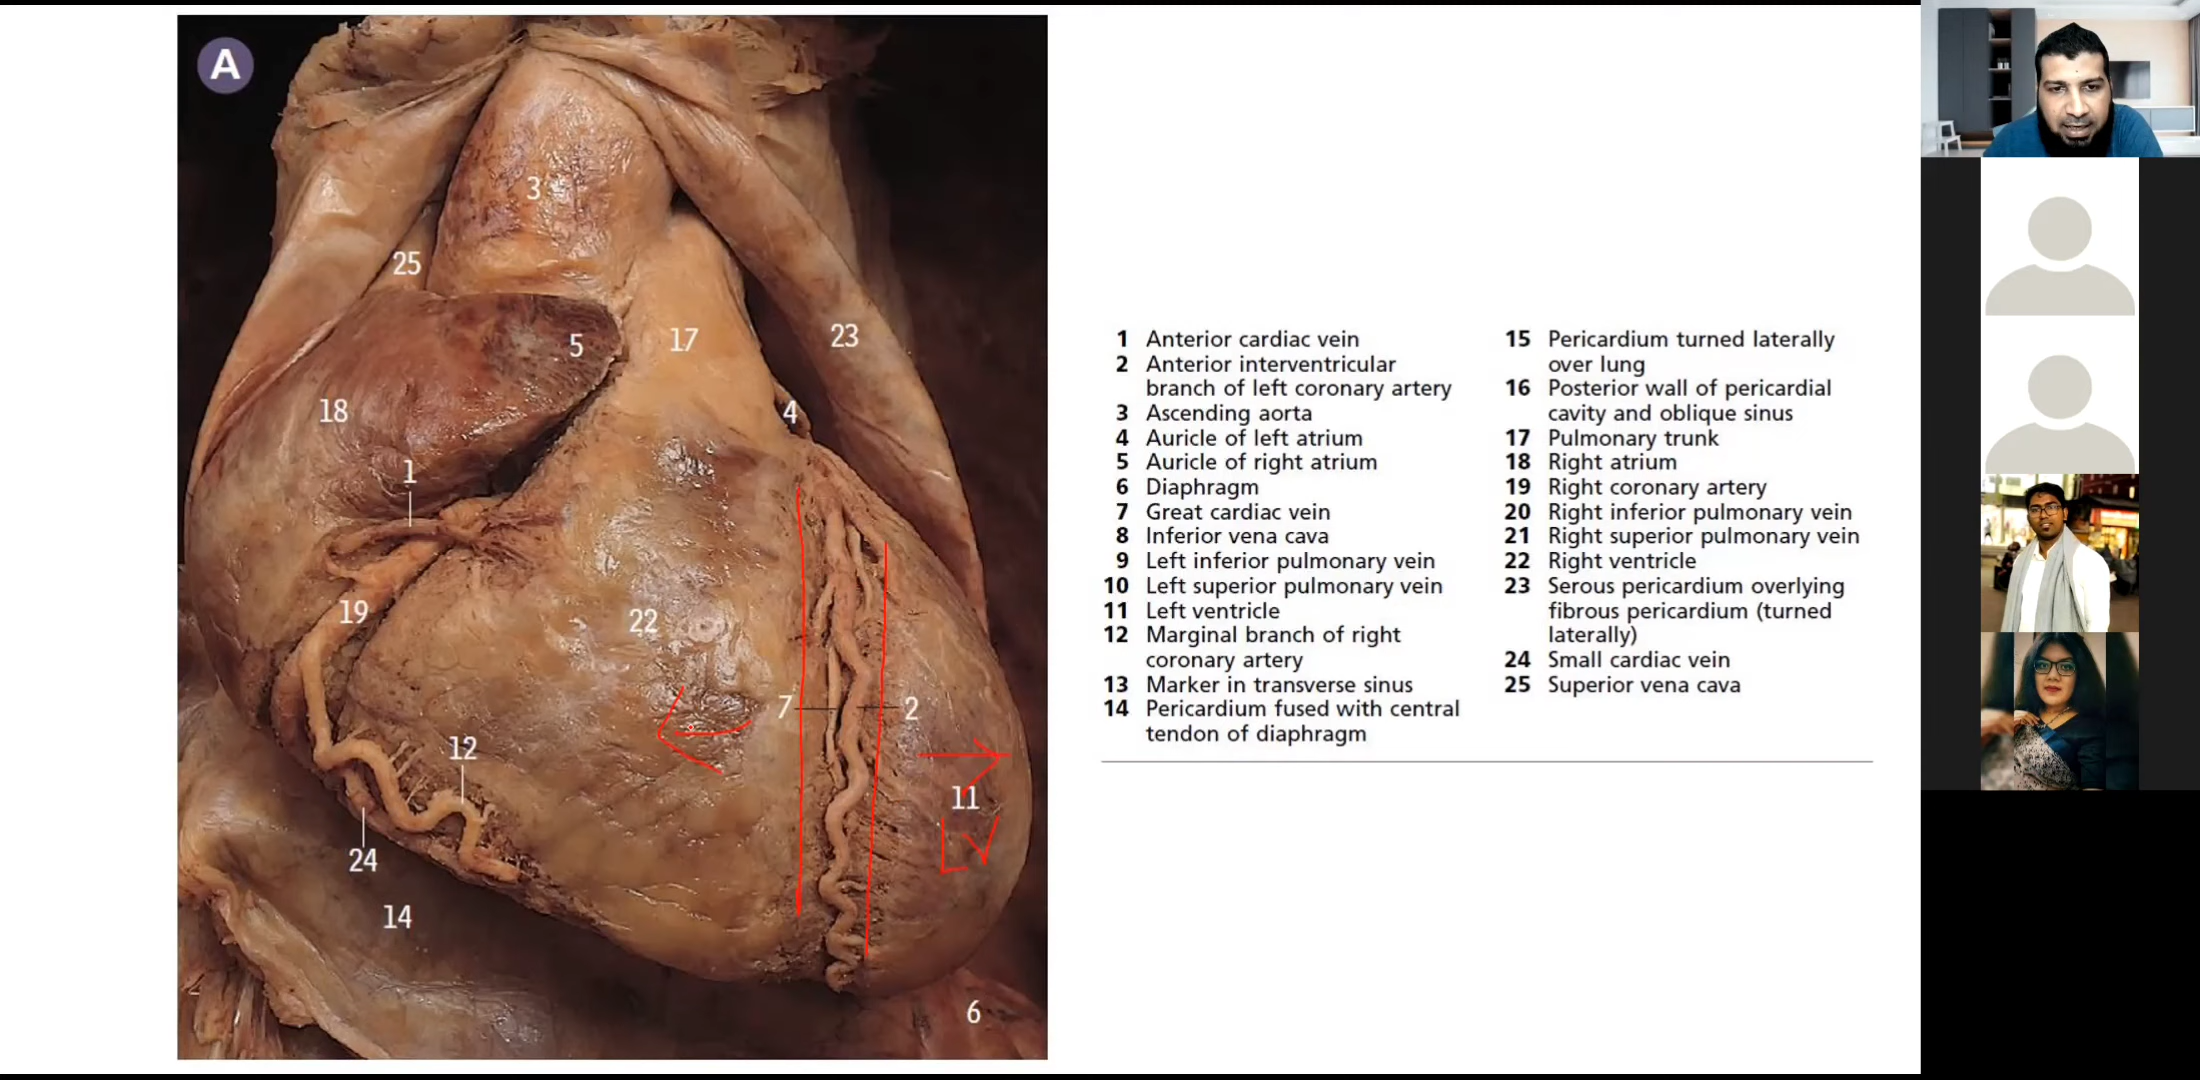 A
3
25
5
17
23
18
4
1
19
22
7
2
12
11
LV
24
14
6
1 Anterior cardiac vein
2 Anterior interventricular
branch of left coronary artery
3 Ascending aorta
4 Auricle of left atrium
5 Auricle of right atrium
6 Diaphragm
7 Great cardiac vein
8 Inferior vena cava
9 Left inferior pulmonary vein
10 Left superior pulmonary vein
11 Left ventricle
12 Marginal branch of right
coronary artery
13 Marker in transverse sinus
14 Pericardium fused with central
tendon of diaphragm
15 Pericardium turned laterally
over lung
16 Posterior wall of pericardial
cavity and oblique sinus
17 Pulmonary trunk
18 Right atrium
19 Right coronary artery
20 Right inferior pulmonary vein
21 Right superior pulmonary vein
22 Right ventricle
23 Serous pericardium overlying
fibrous pericardium (turned
laterally)
24 Small cardiac vein
25 Superior vena cava